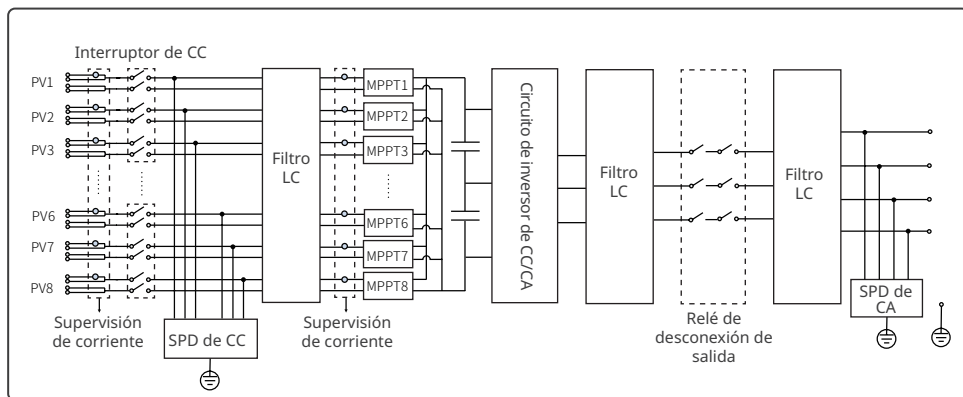 Interruptor de CC
PV1
PV2
PV3
PV6
PV7
PV8
Supervisión
de corriente
SPD de CC
Filtro
LC
MPPT1
MPPT2
MPPT3
MPPT6
MPPT7
MPPT8
Supervisión
de corriente
Circuito de inversor de
CC/CA
Filtro
LC
Relé de
desconexión de
salida
Filtro
LC
SPD de
CA